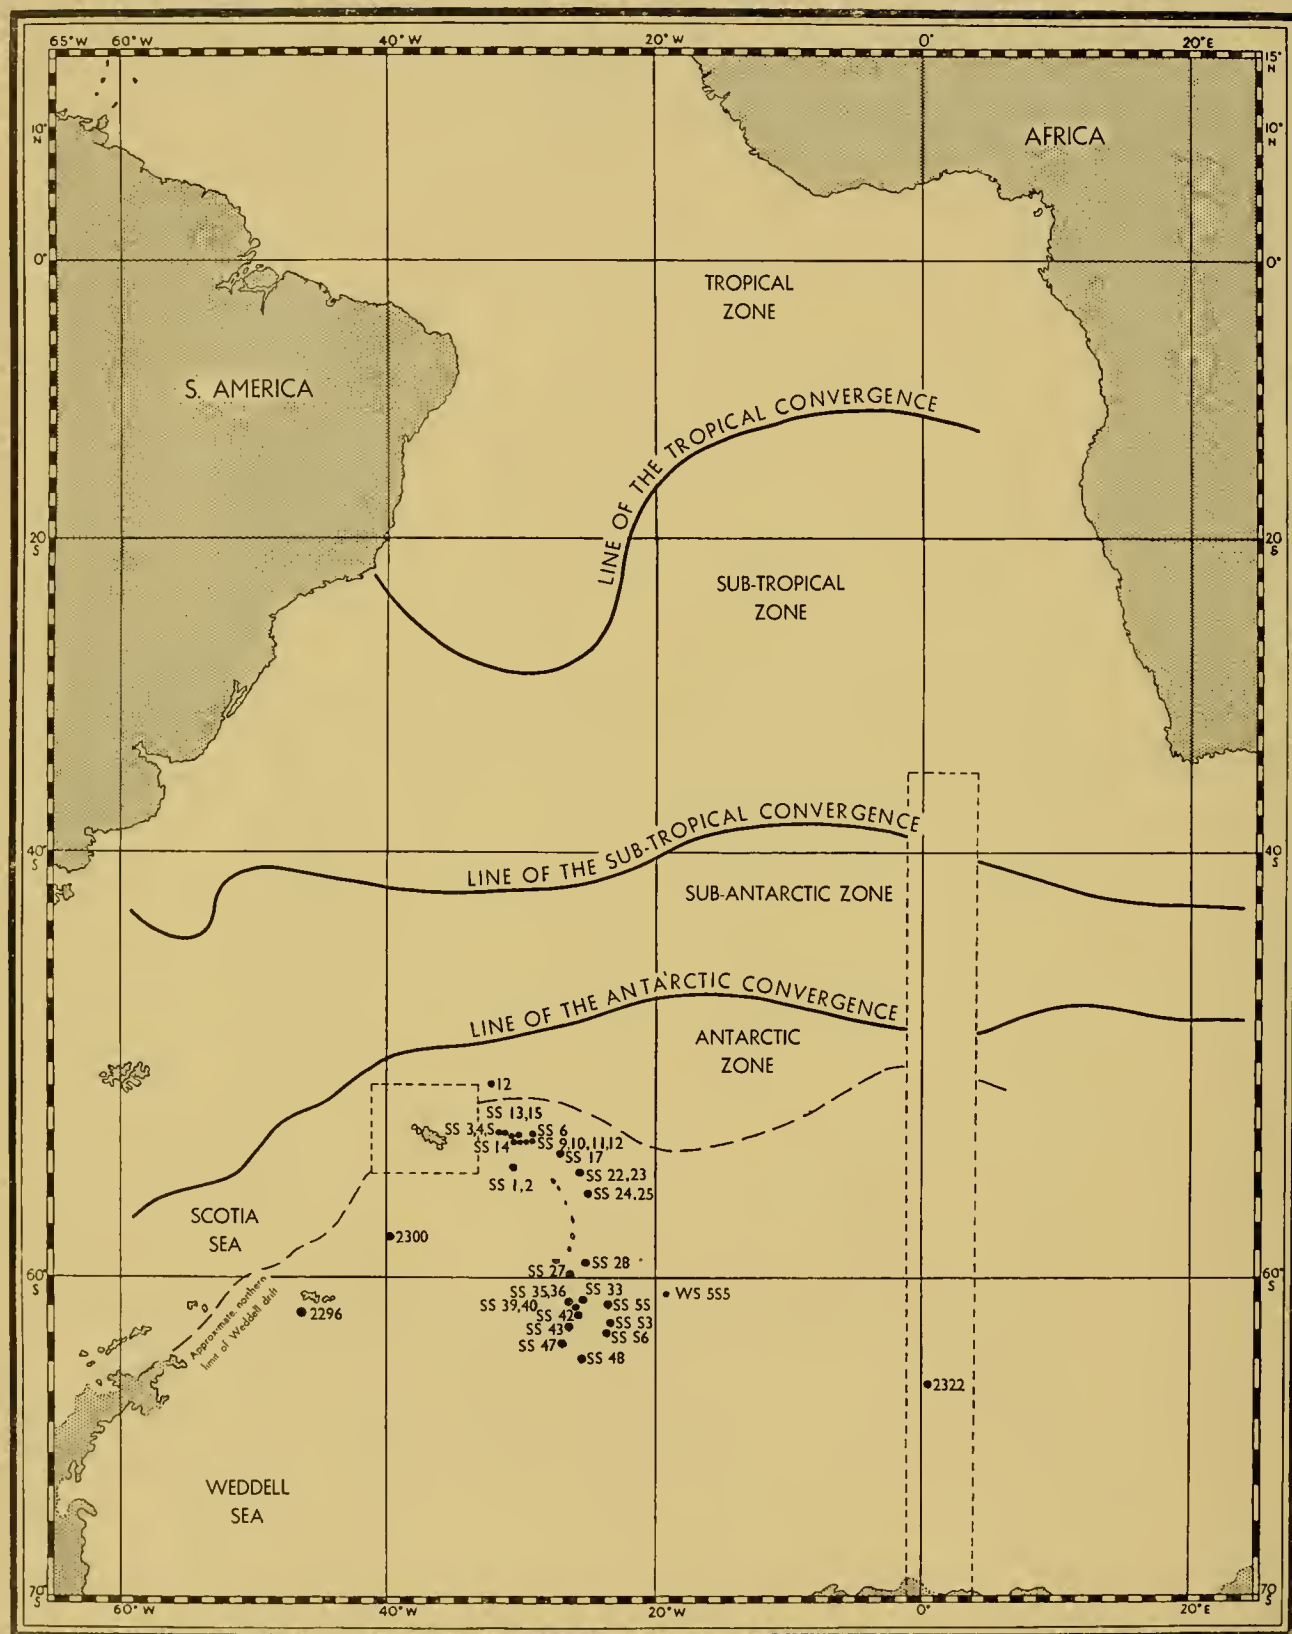 65°W 60°W 40°W 20°W 0° 20°E
15°
N
10°
N
10°
N
AFRICA
0°
0°
TROPICAL
ZONE
S. AMERICA
LINE OF THE TROPICAL CONVERGENCE
20
S
20
S
SUB-TROPICAL
ZONE
LINE OF THE SUB-TROPICAL CONVERGENCE
40°
S
40
S
SUB-ANTARCTIC ZONE
LINE OF THE ANTARCTIC CONVERGENCE
ANTARCTIC
ZONE
12
SS 13,15
SS 3,4,5
SS 6
SS 14
SS 9,10,11,12
SS 17
SS 1,2
SS 22,23
SS 24,25
SCOTIA
SEA
2300
SS 28
SS 27
60°
S
60°
S
SS 35,36
SS 33
WS 555
SS 39,40
SS 55
2296
SS 42
SS 53
SS 43
SS 56
SS 47
SS 48
Approximate northern
limit of Weddell drift
2322
WEDDELL
SEA
70°
S
70°
S
60°W 40°W 20°W 0° 20°E